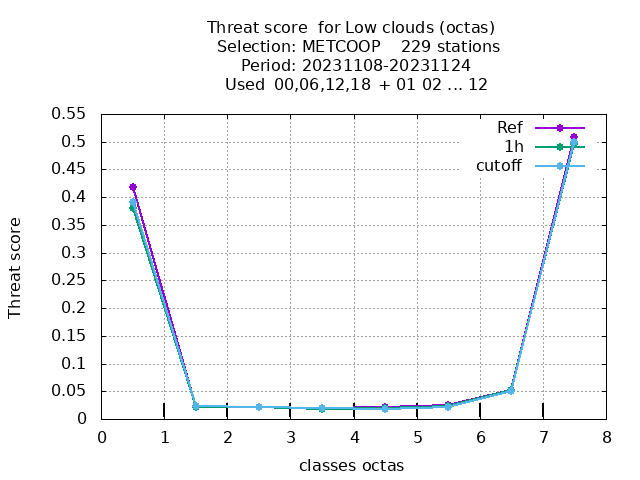 Threat score  for Low clouds (octas)
Selection: METCOOP    229 stations
Period: 20231108-20231124
Used  00,06,12,18 + 01 02 ... 12
0.55
0.5
0.45
0.4
0.35
0.3
0.25
0.2
0.15
0.1
0.05
0
Threat score
Ref
1h
cutoff
0 1 2 3 4 5 6 7 8
classes octas